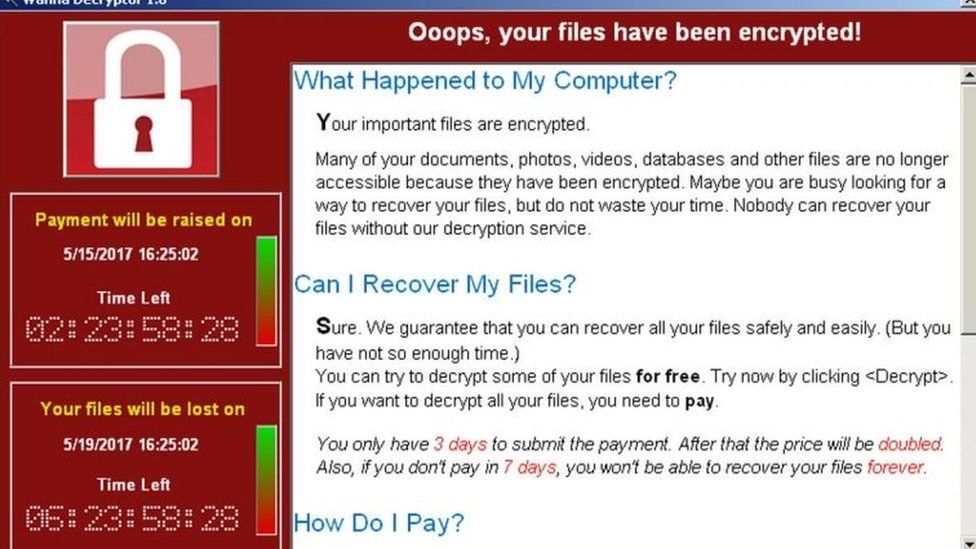 Wanna Decryptor 1.0
Ooops, your files have been encrypted!
Payment will be raised on
5/15/2017 16:25:02
Time Left
02:23:58:28
Your files will be lost on
5/19/2017 16:25:02
Time Left
06:23:58:28
What Happened to My Computer?
Your important files are encrypted.
Many of your documents, photos, videos, databases and other files are no longer
accessible because they have been encrypted. Maybe you are busy looking for a
way to recover your files, but do not waste your time. Nobody can recover your
files without our decryption service.
Can I Recover My Files?
Sure. We guarantee that you can recover all your files safely and easily. (But you
have not so enough time.)
You can try to decrypt some of your files for free. Try now by clicking <Decrypt>.
If you want to decrypt all your files, you need to pay.
You only have 3 days to submit the payment. After that the price will be doubled.
Also, if you don't pay in 7 days, you won't be able to recover your files forever.
How Do I Pay?